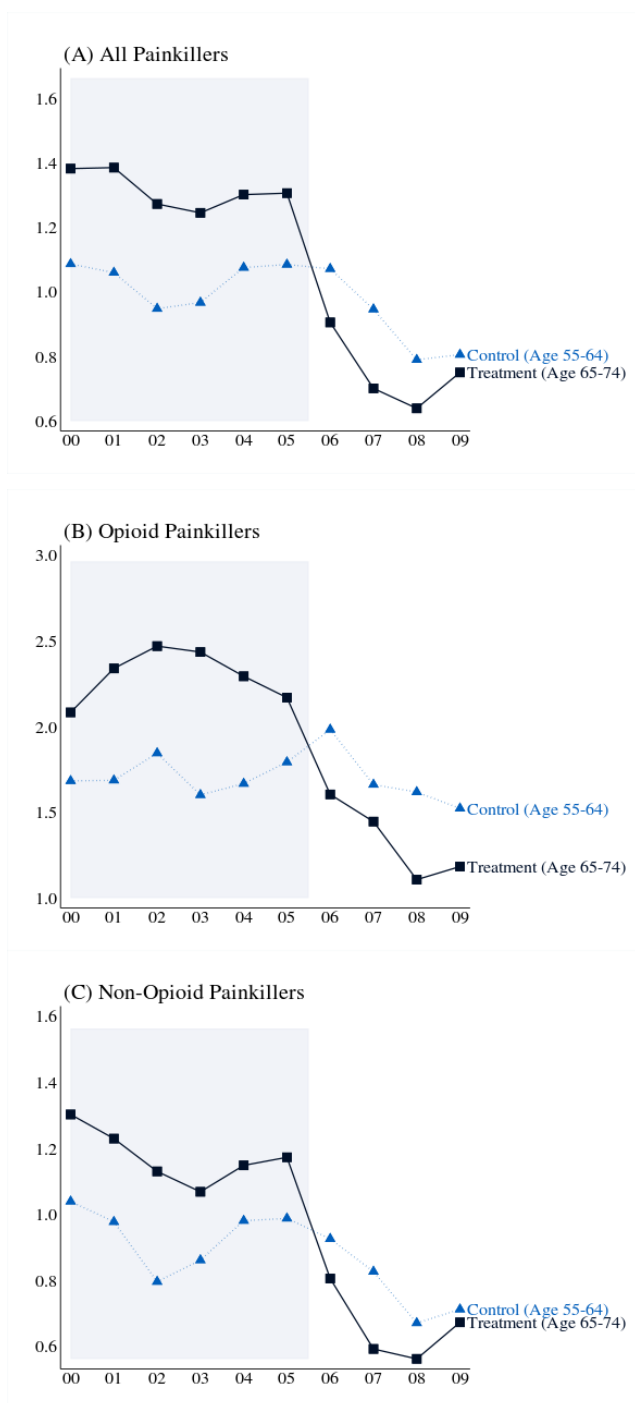 (A) All Painkillers
1.6
1.4
1.2
1.0
0.8
0.6
Control (Age 55-64)
Treatment (Age 65-74)
00 01 02 03 04 05 06 07 08 09
(B) Opioid Painkillers
3.0
2.5
2.0
1.5
1.0
Control (Age 55-64)
Treatment (Age 65-74)
00 01 02 03 04 05 06 07 08 09
(C) Non-Opioid Painkillers
1.6
1.4
1.2
1.0
0.8
0.6
Control (Age 55-64)
Treatment (Age 65-74)
00 01 02 03 04 05 06 07 08 09